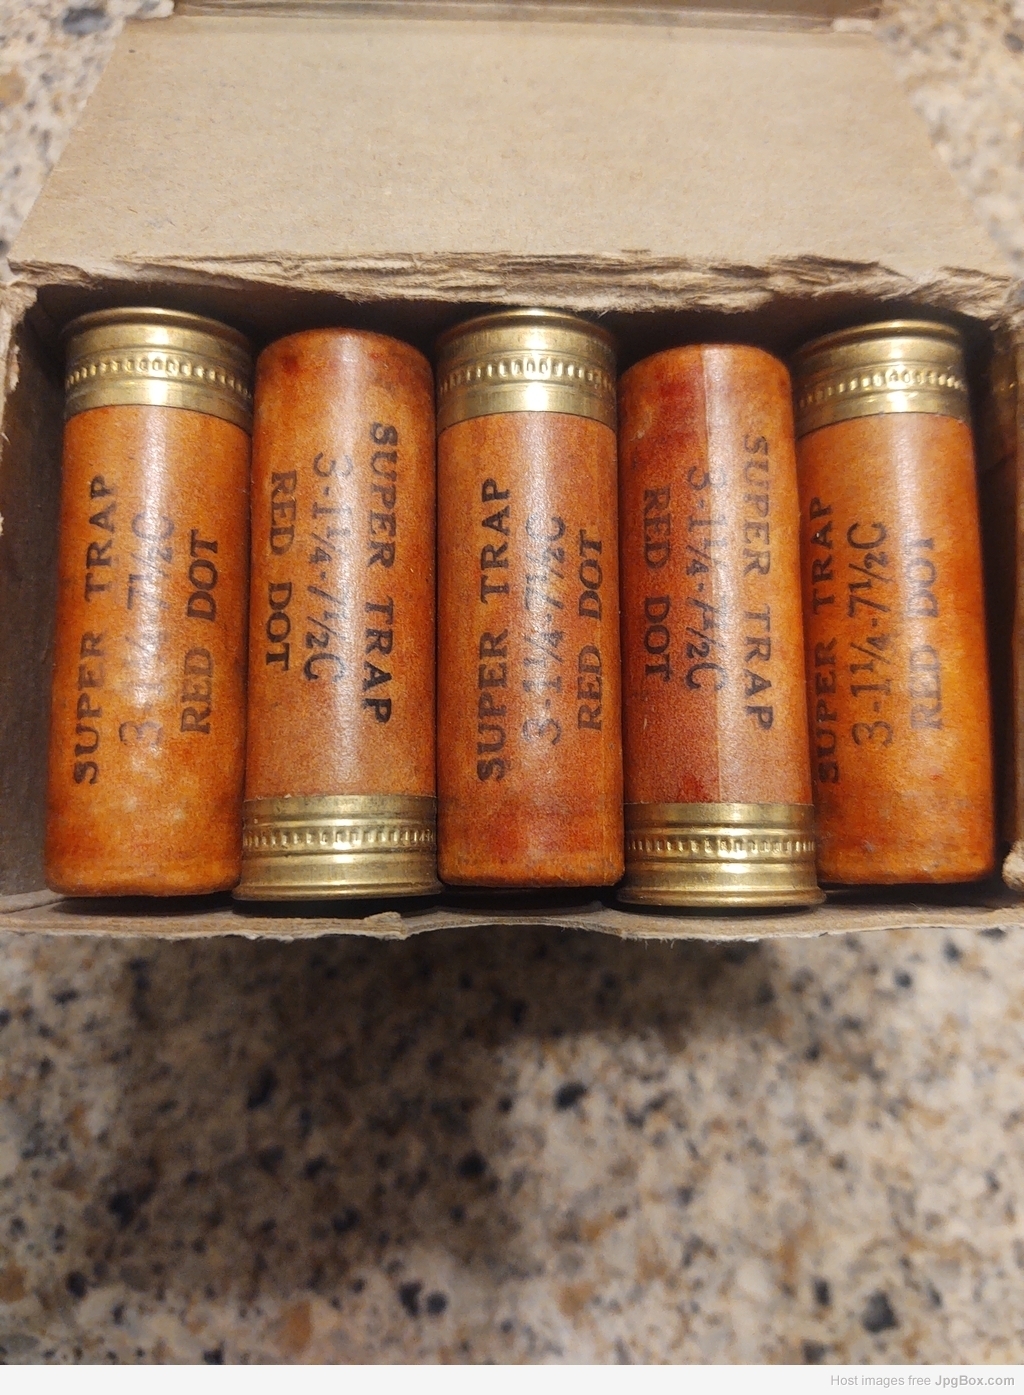 SUPER TRAP
3-1¼-7½C
RED DOT
SUPER TRAP
3-1¼-7½C
RED DOT
SUPER TRAP
3-1¼-7½C
RED DOT
SUPER TRAP
3-1¼-7½C
RED DOT
SUPER TRAP
3-1¼-7½C
RED DOT
Host images free JpgBox.com